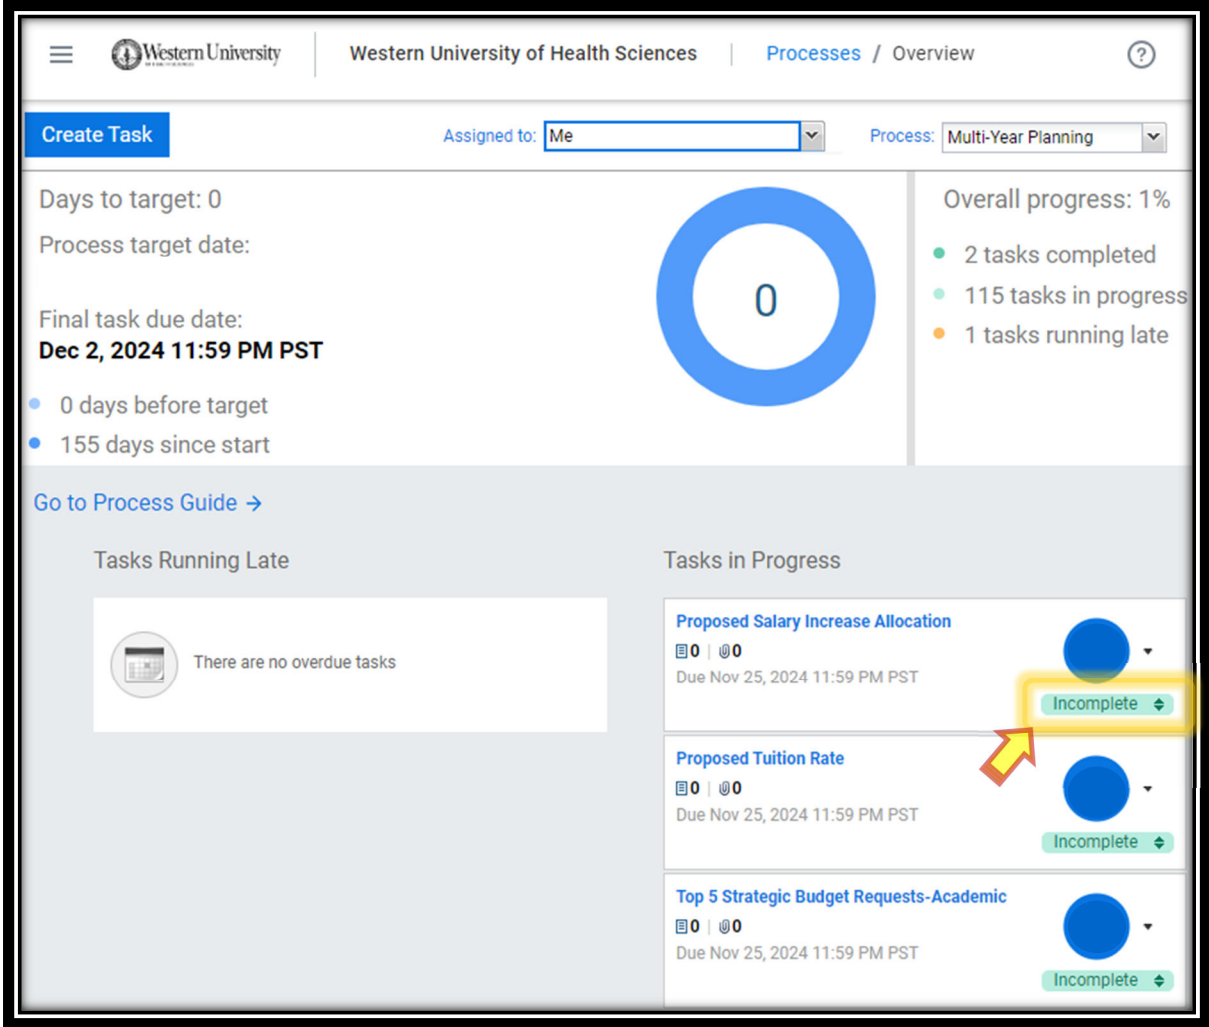 Western University
Western University of Health Sciences
Processes / Overview
?
Create Task
Assigned to: Me
Process: Multi-Year Planning
Days to target: 0
Process target date:
Final task due date:
Dec 2, 2024 11:59 PM PST
0 days before target
155 days since start
0
Overall progress: 1%
2 tasks completed
115 tasks in progress
1 tasks running late
Go to Process Guide →
Tasks Running Late
There are no overdue tasks
Tasks in Progress
Proposed Salary Increase Allocation
0 | 0
Due Nov 25, 2024 11:59 PM PST
Incomplete
Proposed Tuition Rate
0 | 0
Due Nov 25, 2024 11:59 PM PST
Incomplete
Top 5 Strategic Budget Requests-Academic
0 | 0
Due Nov 25, 2024 11:59 PM PST
Incomplete